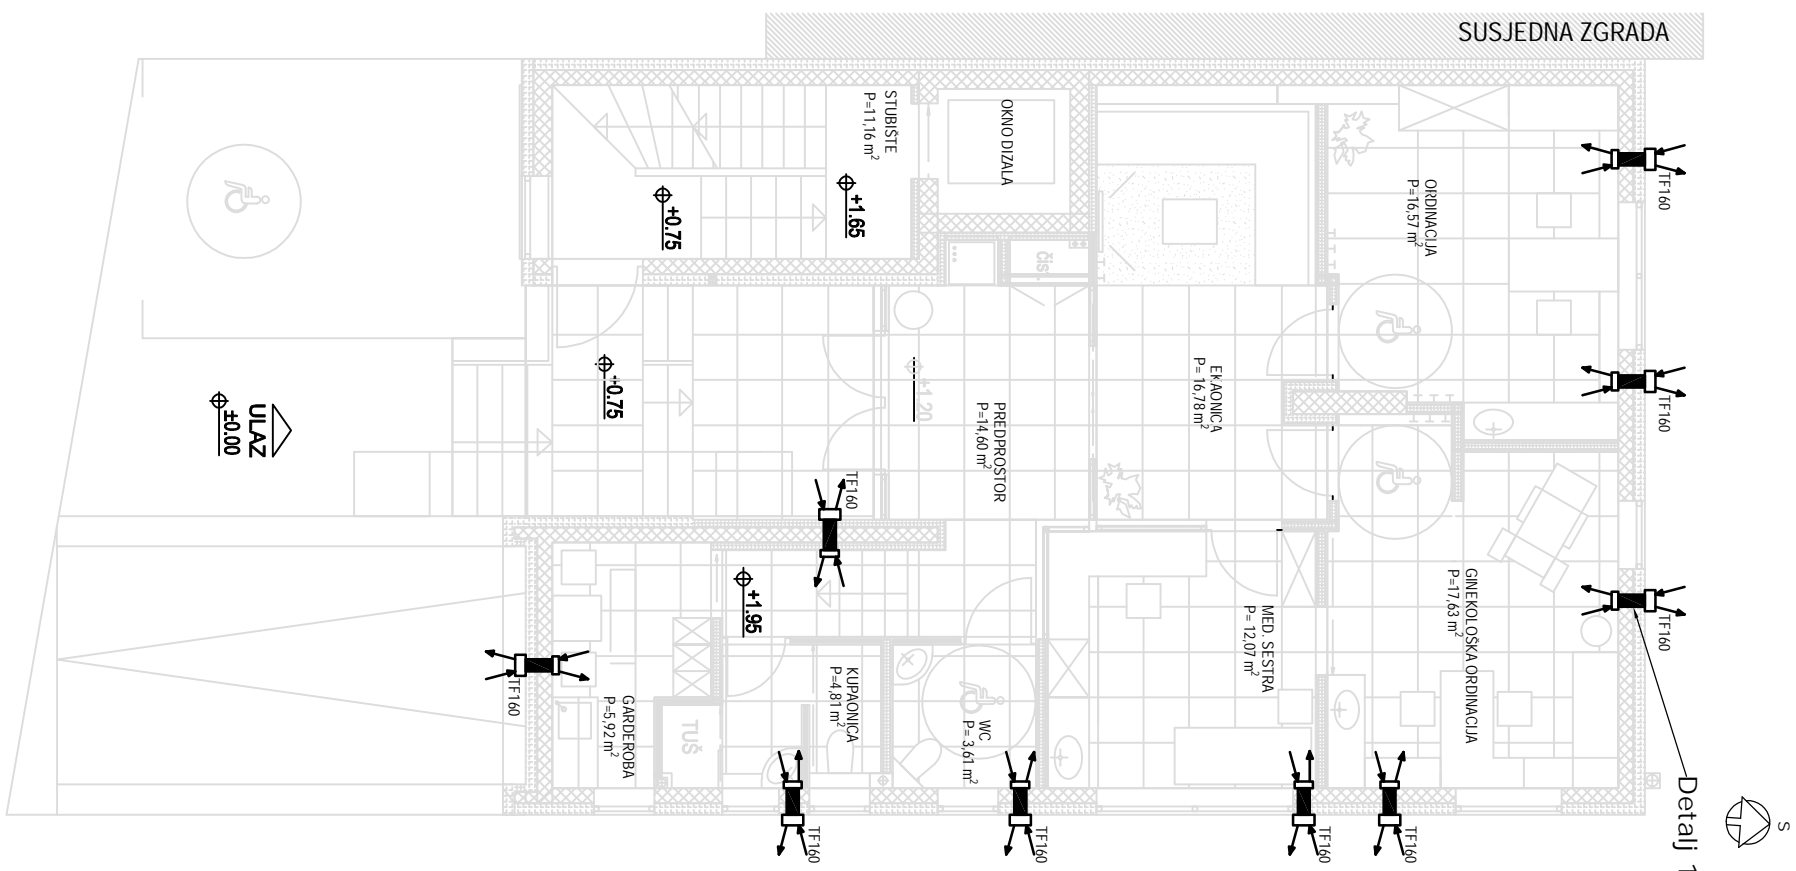 SUSJEDNA ZGRADA
STUBIŠTE
P=11,16 m²
OKNO DIZALA
ORDINACIJA
P=16,57 m²
TF160
+1.65
+0.75
čis.
+0.75
+1.20
PREDPROSTOR
P=14,60 m²
P= 16,78 m²
TF160
ULAZ
±0.00
TF160
+1.95
GINEKOLOŠKA ORDINACIJA
P=17,63 m²
TF160
MED. SESTRA
P= 12,07 m²
KUPAONICA
P=4,81 m²
WC
P= 3,61 m²
GARDEROBA
P=5,92 m²
TUŠ
TF160
TF160
TF160
TF160
TF160
Detalj 1
S